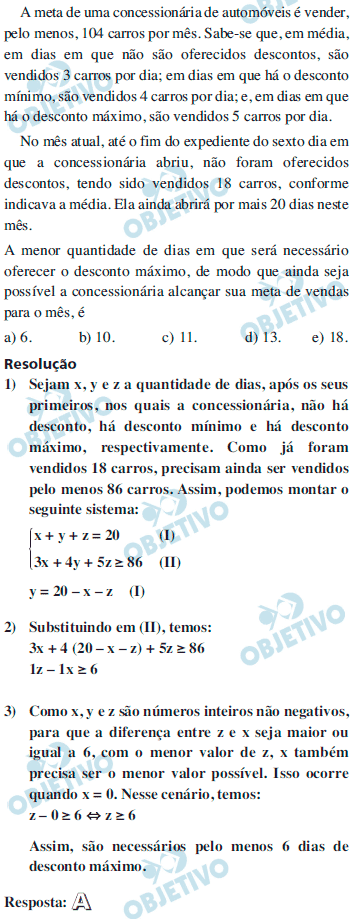 A meta de uma concessionária de automóveis é vender,
pelo menos, 104 carros por mês. Sabe-se que, em média,
em dias em que não são oferecidos descontos, são
vendidos 3 carros por dia; em dias em que há o desconto
mínimo, são vendidos 4 carros por dia; e, em dias em que
há o desconto máximo, são vendidos 5 carros por dia.
No mês atual, até o fim do expediente do sexto dia em
que a concessionária abriu, não foram oferecidos
descontos, tendo sido vendidos 18 carros, conforme
indicava a média. Ela ainda abrirá por mais 20 dias neste
mês.
A menor quantidade de dias em que será necessário
oferecer o desconto máximo, de modo que ainda seja
possível a concessionária alcançar sua meta de vendas
para o mês, é
a) 6. b) 10. c) 11. d) 13. e) 18.
Resolução
1) Sejam x, y e z a quantidade de dias, após os seus
primeiros, nos quais a concessionária, não há
desconto, há desconto mínimo e há desconto
máximo, respectivamente. Como já foram
vendidos 18 carros, precisam ainda ser vendidos
pelo menos 86 carros. Assim, podemos montar o
seguinte sistema:
x + y + z = 20 (I)
3x + 4y + 5z ≥ 86 (II)
y = 20 – x – z (I)
2) Substituindo em (II), temos:
3x + 4 (20 – x – z) + 5z ≥ 86
1z – 1x ≥ 6
3) Como x, y e z são números inteiros não negativos,
para que a diferença entre z e x seja maior ou
igual a 6, com o menor valor de z, x também
precisa ser o menor valor possível. Isso ocorre
quando x = 0. Nesse cenário, temos:
z – 0 ≥ 6 ⇔ z ≥ 6
Assim, são necessários pelo menos 6 dias de
desconto máximo.
Resposta: A
OBJETIVO
OBJETIVO
OBJETIVO
OBJETIVO
OBJETIVO
OBJETIVO
OBJETIVO
OBJETIVO
OBJETIVO